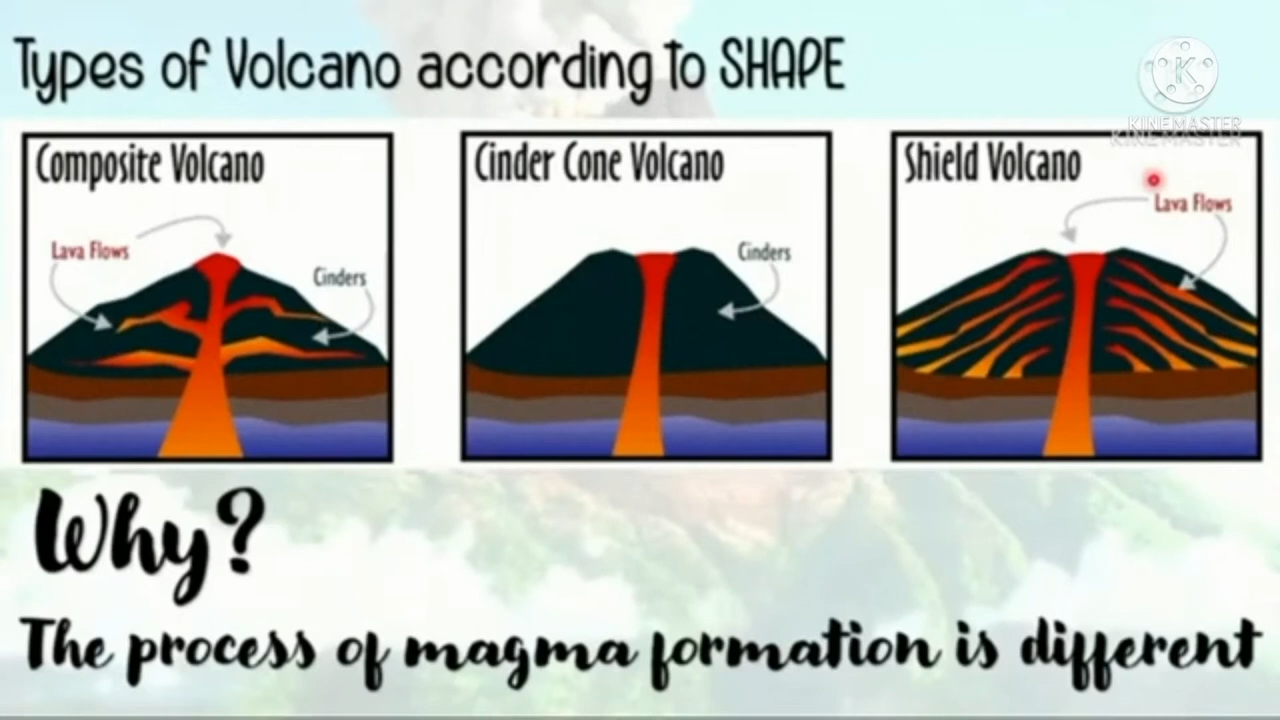 Types of Volcano according to SHAPE
K
KINEMASTER
KINEMASTER
Composite Volcano
Lava Flows
Cinders
Cinder Cone Volcano
Cinders
Shield Volcano
Lava Flows
Why?
The process of magma formation is different